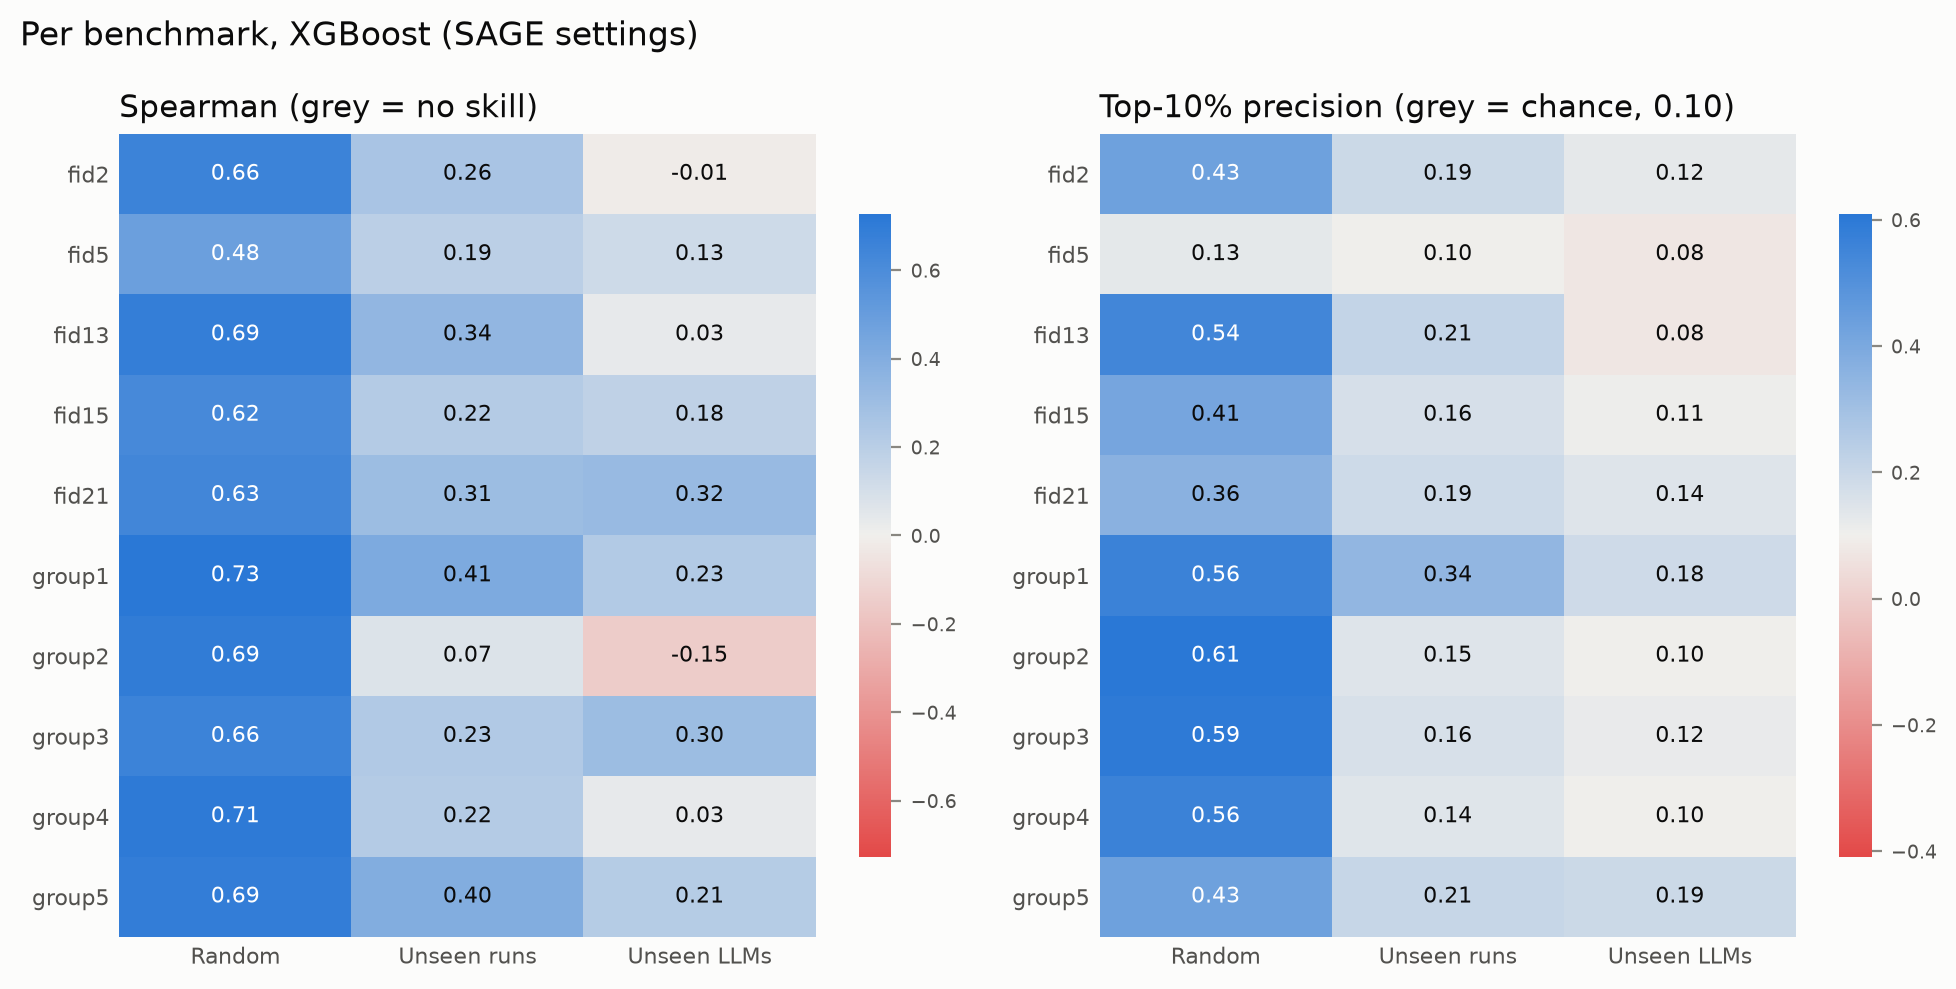 Per benchmark, XGBoost (SAGE settings)
Spearman (grey = no skill)
fid2 0.66 0.26 -0.01
fid5 0.48 0.19 0.13
fid13 0.69 0.34 0.03
fid15 0.62 0.22 0.18
fid21 0.63 0.31 0.32
group1 0.73 0.41 0.23
group2 0.69 0.07 -0.15
group3 0.66 0.23 0.30
group4 0.71 0.22 0.03
group5 0.69 0.40 0.21
Random Unseen runs Unseen LLMs
0.6
0.4
0.2
0.0
−0.2
−0.4
−0.6
Top-10% precision (grey = chance, 0.10)
fid2 0.43 0.19 0.12
fid5 0.13 0.10 0.08
fid13 0.54 0.21 0.08
fid15 0.41 0.16 0.11
fid21 0.36 0.19 0.14
group1 0.56 0.34 0.18
group2 0.61 0.15 0.10
group3 0.59 0.16 0.12
group4 0.56 0.14 0.10
group5 0.43 0.21 0.19
Random Unseen runs Unseen LLMs
0.6
0.4
0.2
0.0
−0.2
−0.4